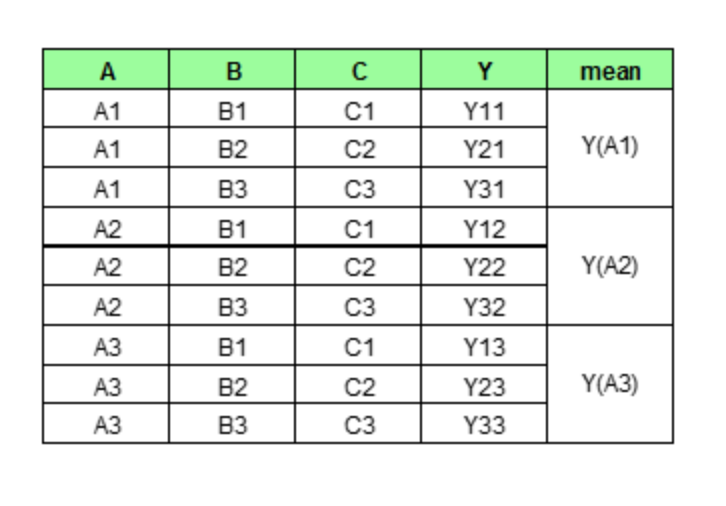 A B C Y mean
A1 B1 C1 Y11
A1 B2 C2 Y21 Y(A1)
A1 B3 C3 Y31
A2 B1 C1 Y12
A2 B2 C2 Y22 Y(A2)
A2 B3 C3 Y32
A3 B1 C1 Y13
A3 B2 C2 Y23 Y(A3)
A3 B3 C3 Y33